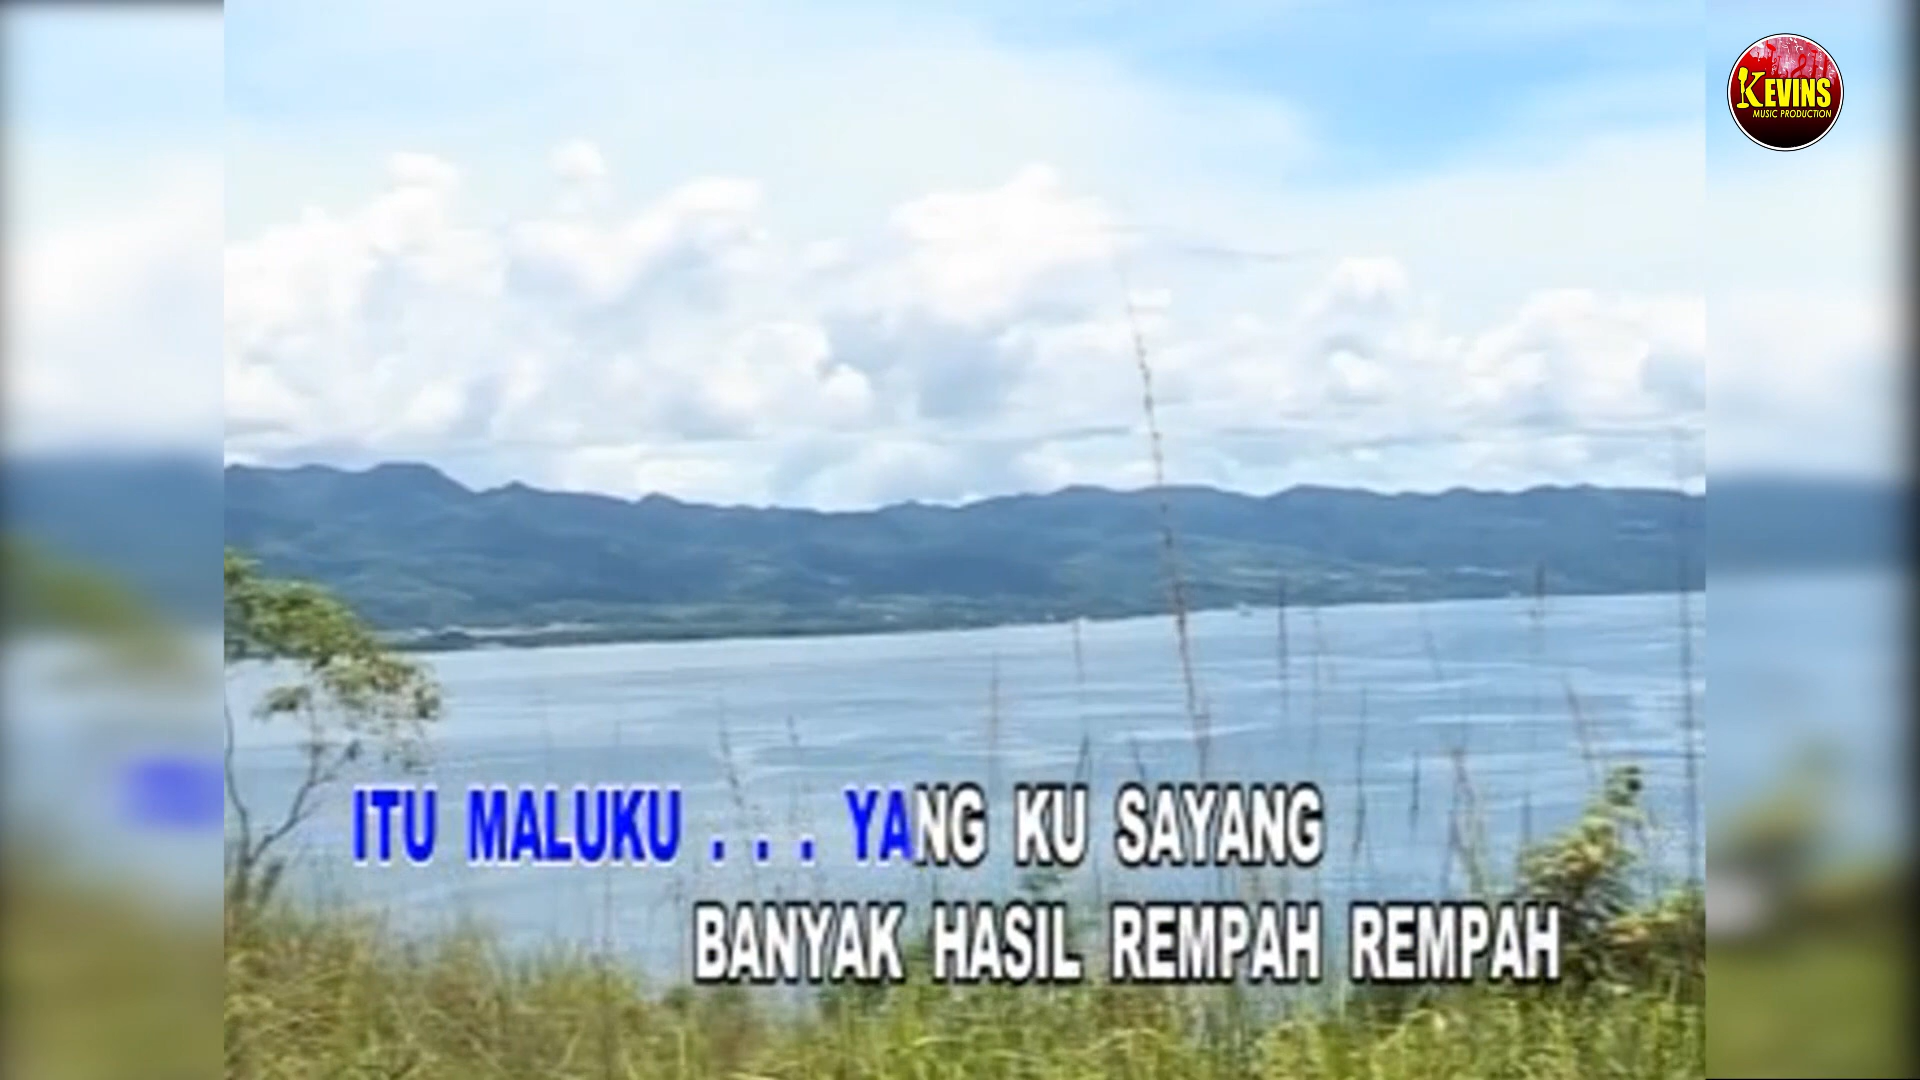 KEVINS
MUSIC PRODUCTION
ITU MALUKU . . . YANG KU SAYANG
BANYAK HASIL REMPAH REMPAH